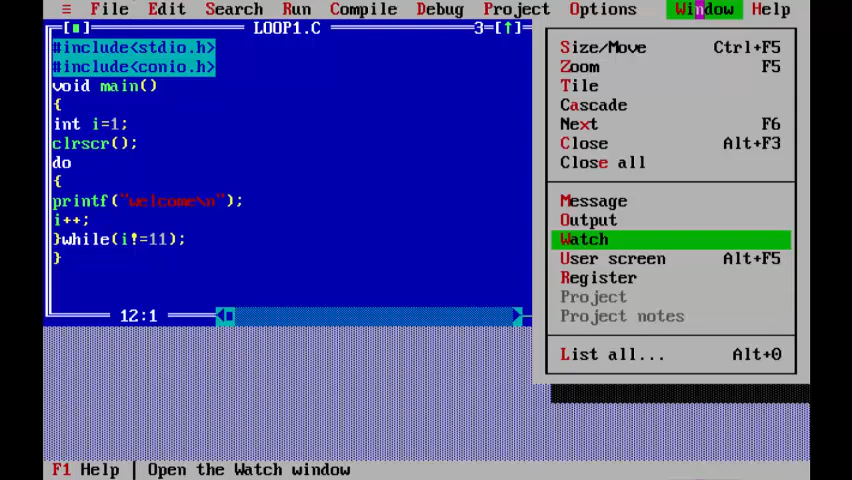 ≡ File Edit Search Run Compile Debug Project Options Window Help
[■] LOOP1.C 3=[↑]
#include<stdio.h>
#include<conio.h>
void main()
{
int i=1;
clrscr();
do
{
printf("welcome\n");
i++;
}while(i!=11);
}
12:1
Size/Move Ctrl+F5
Zoom F5
Tile
Cascade
Next F6
Close Alt+F3
Close all
Message
Output
Watch
User screen Alt+F5
Register
Project
Project notes
List all... Alt+0
F1 Help | Open the Watch window